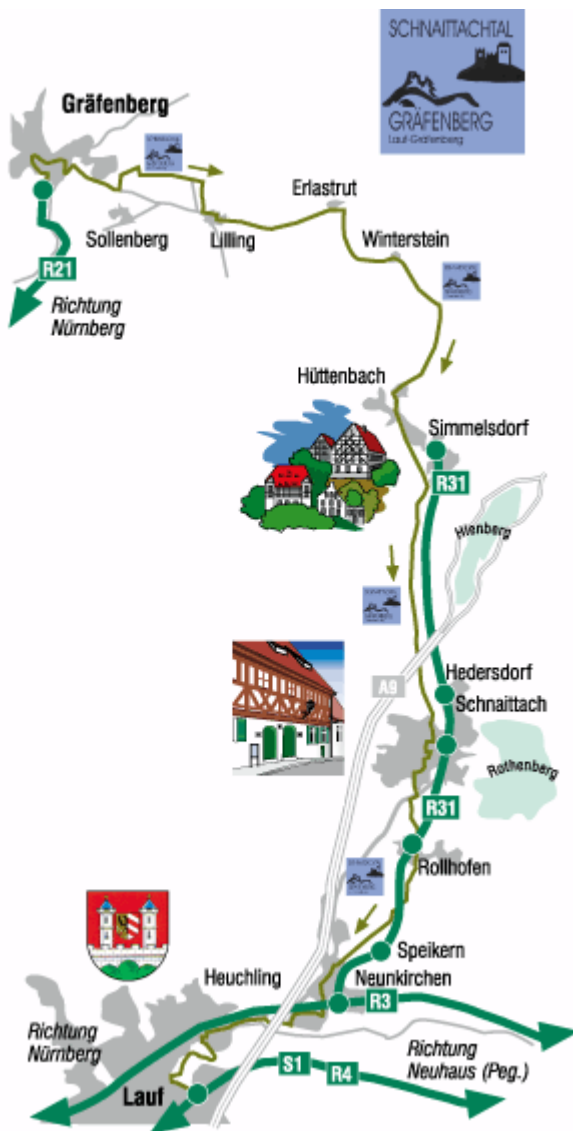 SCHNAITTACHTAL
GRÄFENBERG
Lauf-Gräfenberg
Gräfenberg
Erlastrut
Sollenberg
Lilling
Winterstein
R21
Richtung
Nürnberg
Hüttenbach
Simmelsdorf
R31
Hienberg
Hedersdorf
A9
Schnaittach
Rothenberg
R31
Rollhofen
Speikern
Heuchling
Neunkirchen
R3
Richtung
Nürnberg
Richtung
Neuhaus (Peg.)
S1
R4
Lauf